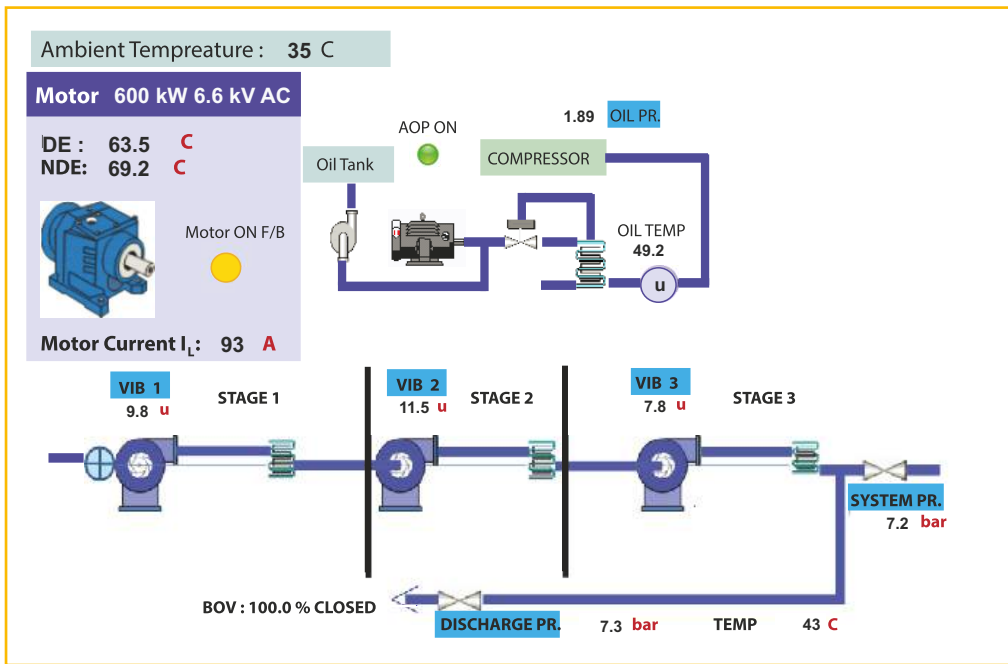 Ambient Tempreature : 35 C
Motor 600 kW 6.6 kV AC
DE : 63.5 C
NDE: 69.2 C
Motor ON F/B
Motor Current IL: 93 A
AOP ON
Oil Tank
1.89 OIL PR.
COMPRESSOR
OIL TEMP
49.2
u
VIB 1
9.8 u
STAGE 1
VIB 2
11.5 u
STAGE 2
VIB 3
7.8 u
STAGE 3
SYSTEM PR.
7.2 bar
BOV : 100.0 % CLOSED
DISCHARGE PR. 7.3 bar TEMP 43 C